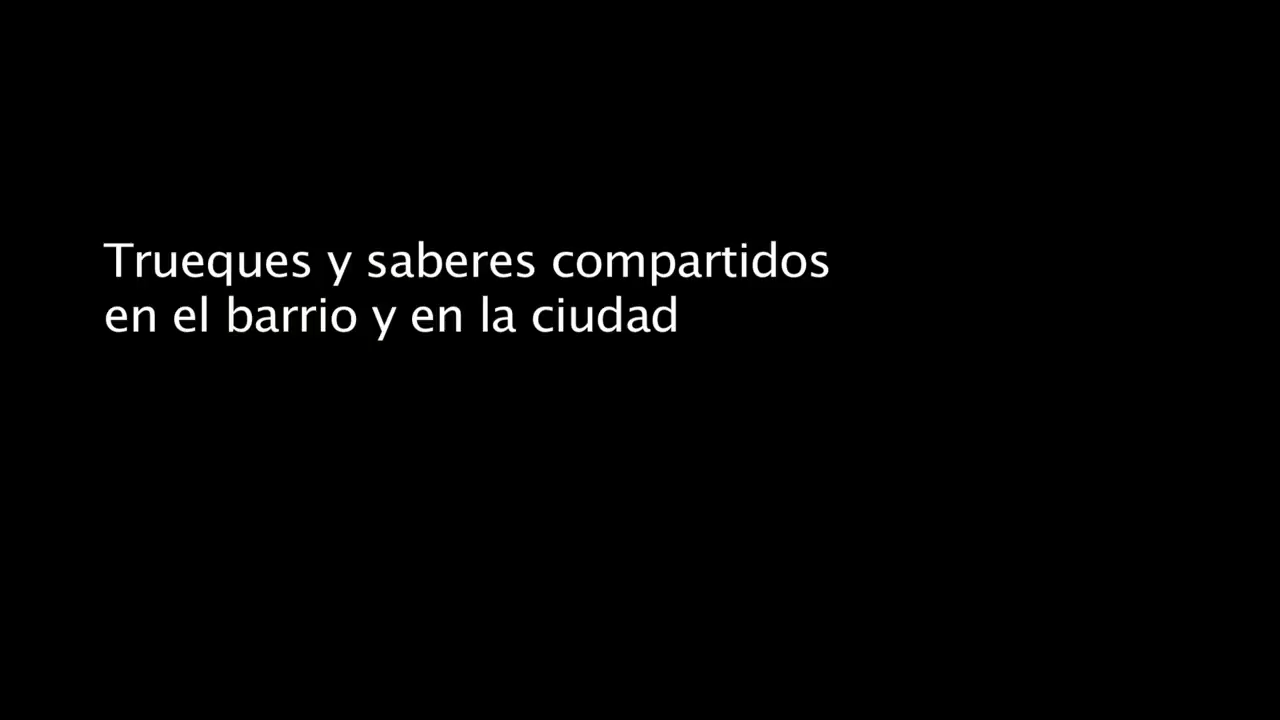 Trueques y saberes compartidos
en el barrio y en la ciudad